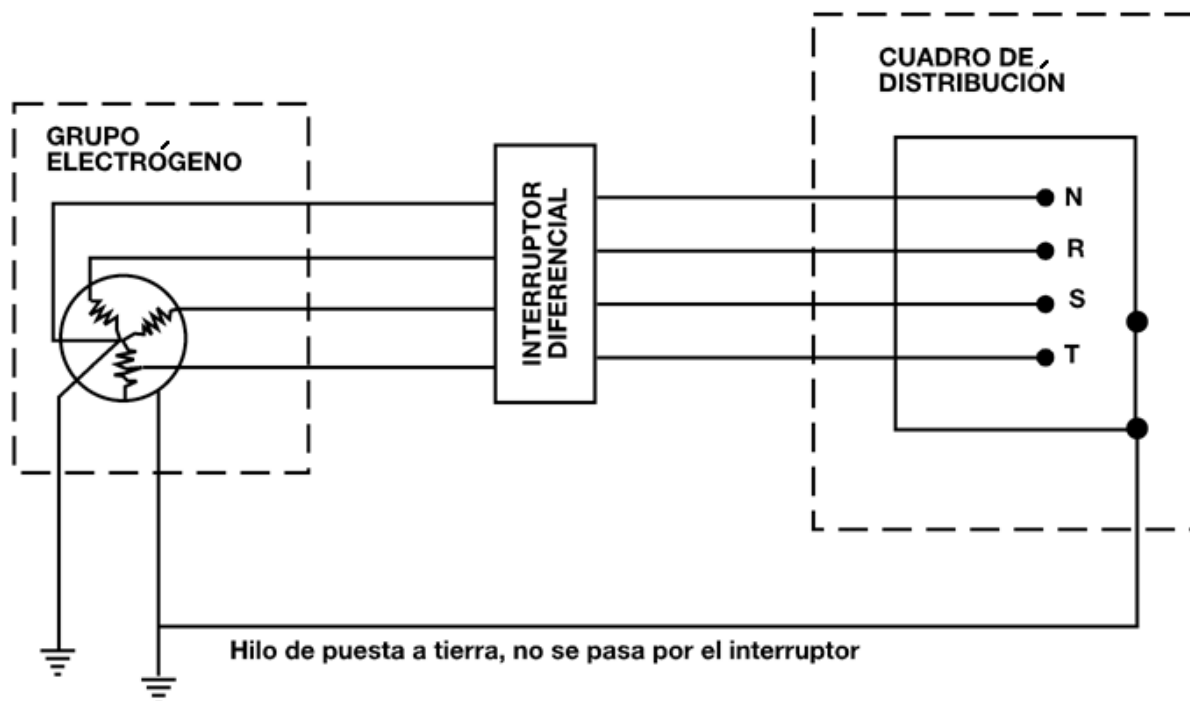 GRUPO
ELECTRÓGENO
INTERRUPTOR
DIFERENCIAL
CUADRO DE
DISTRIBUCIÓN
N
R
S
T
Hilo de puesta a tierra, no se pasa por el interruptor